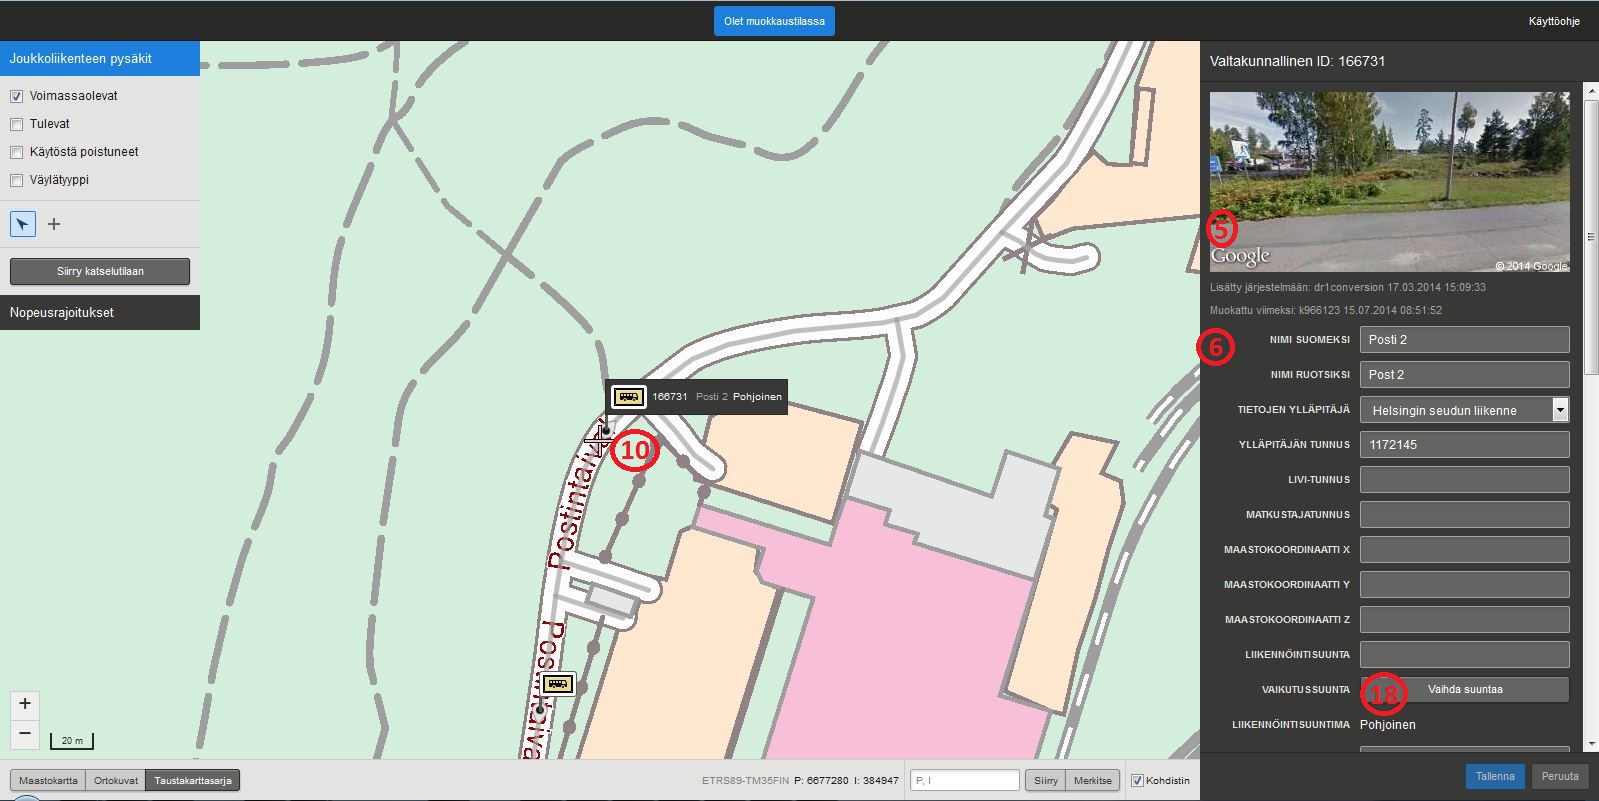 Olet muokkaustilassa
Käyttöohje
Joukkoliikenteen pysäkit
Voimassaolevat
Tulevat
Käytöstä poistuneet
Väylätyyppi
Siirry katselutilaan
Nopeusrajoitukset
166731 Posti 2 Pohjoinen
10
Postintaival
Postintaival
20 m
Maastokartta Ortokuvat Taustakarttasarja
ETRS89-TM35FIN P: 6677280 I: 384947
P, I
Siirry Merkitse
Kohdistin
Valtakunnallinen ID: 166731
5
Google
© 2014 Google
Lisätty järjestelmään: dr1conversion 17.03.2014 15:09:33
Muokattu viimeksi: k966123 15.07.2014 08:51:52
6
NIMI SUOMEKSI Posti 2
NIMI RUOTSIKSI Post 2
TIETOJEN YLLÄPITÄJÄ Helsingin seudun liikenne
YLLÄPITÄJÄN TUNNUS 1172145
LIVI-TUNNUS
MATKUSTAJATUNNUS
MAASTOKOORDINAATTI X
MAASTOKOORDINAATTI Y
MAASTOKOORDINAATTI Z
LIIKENNÖINTISUUNTA
VAIKUTUSSUUNTA 18 Vaihda suuntaa
LIIKENNÖINTISUUNTIMA Pohjoinen
Tallenna Peruuta